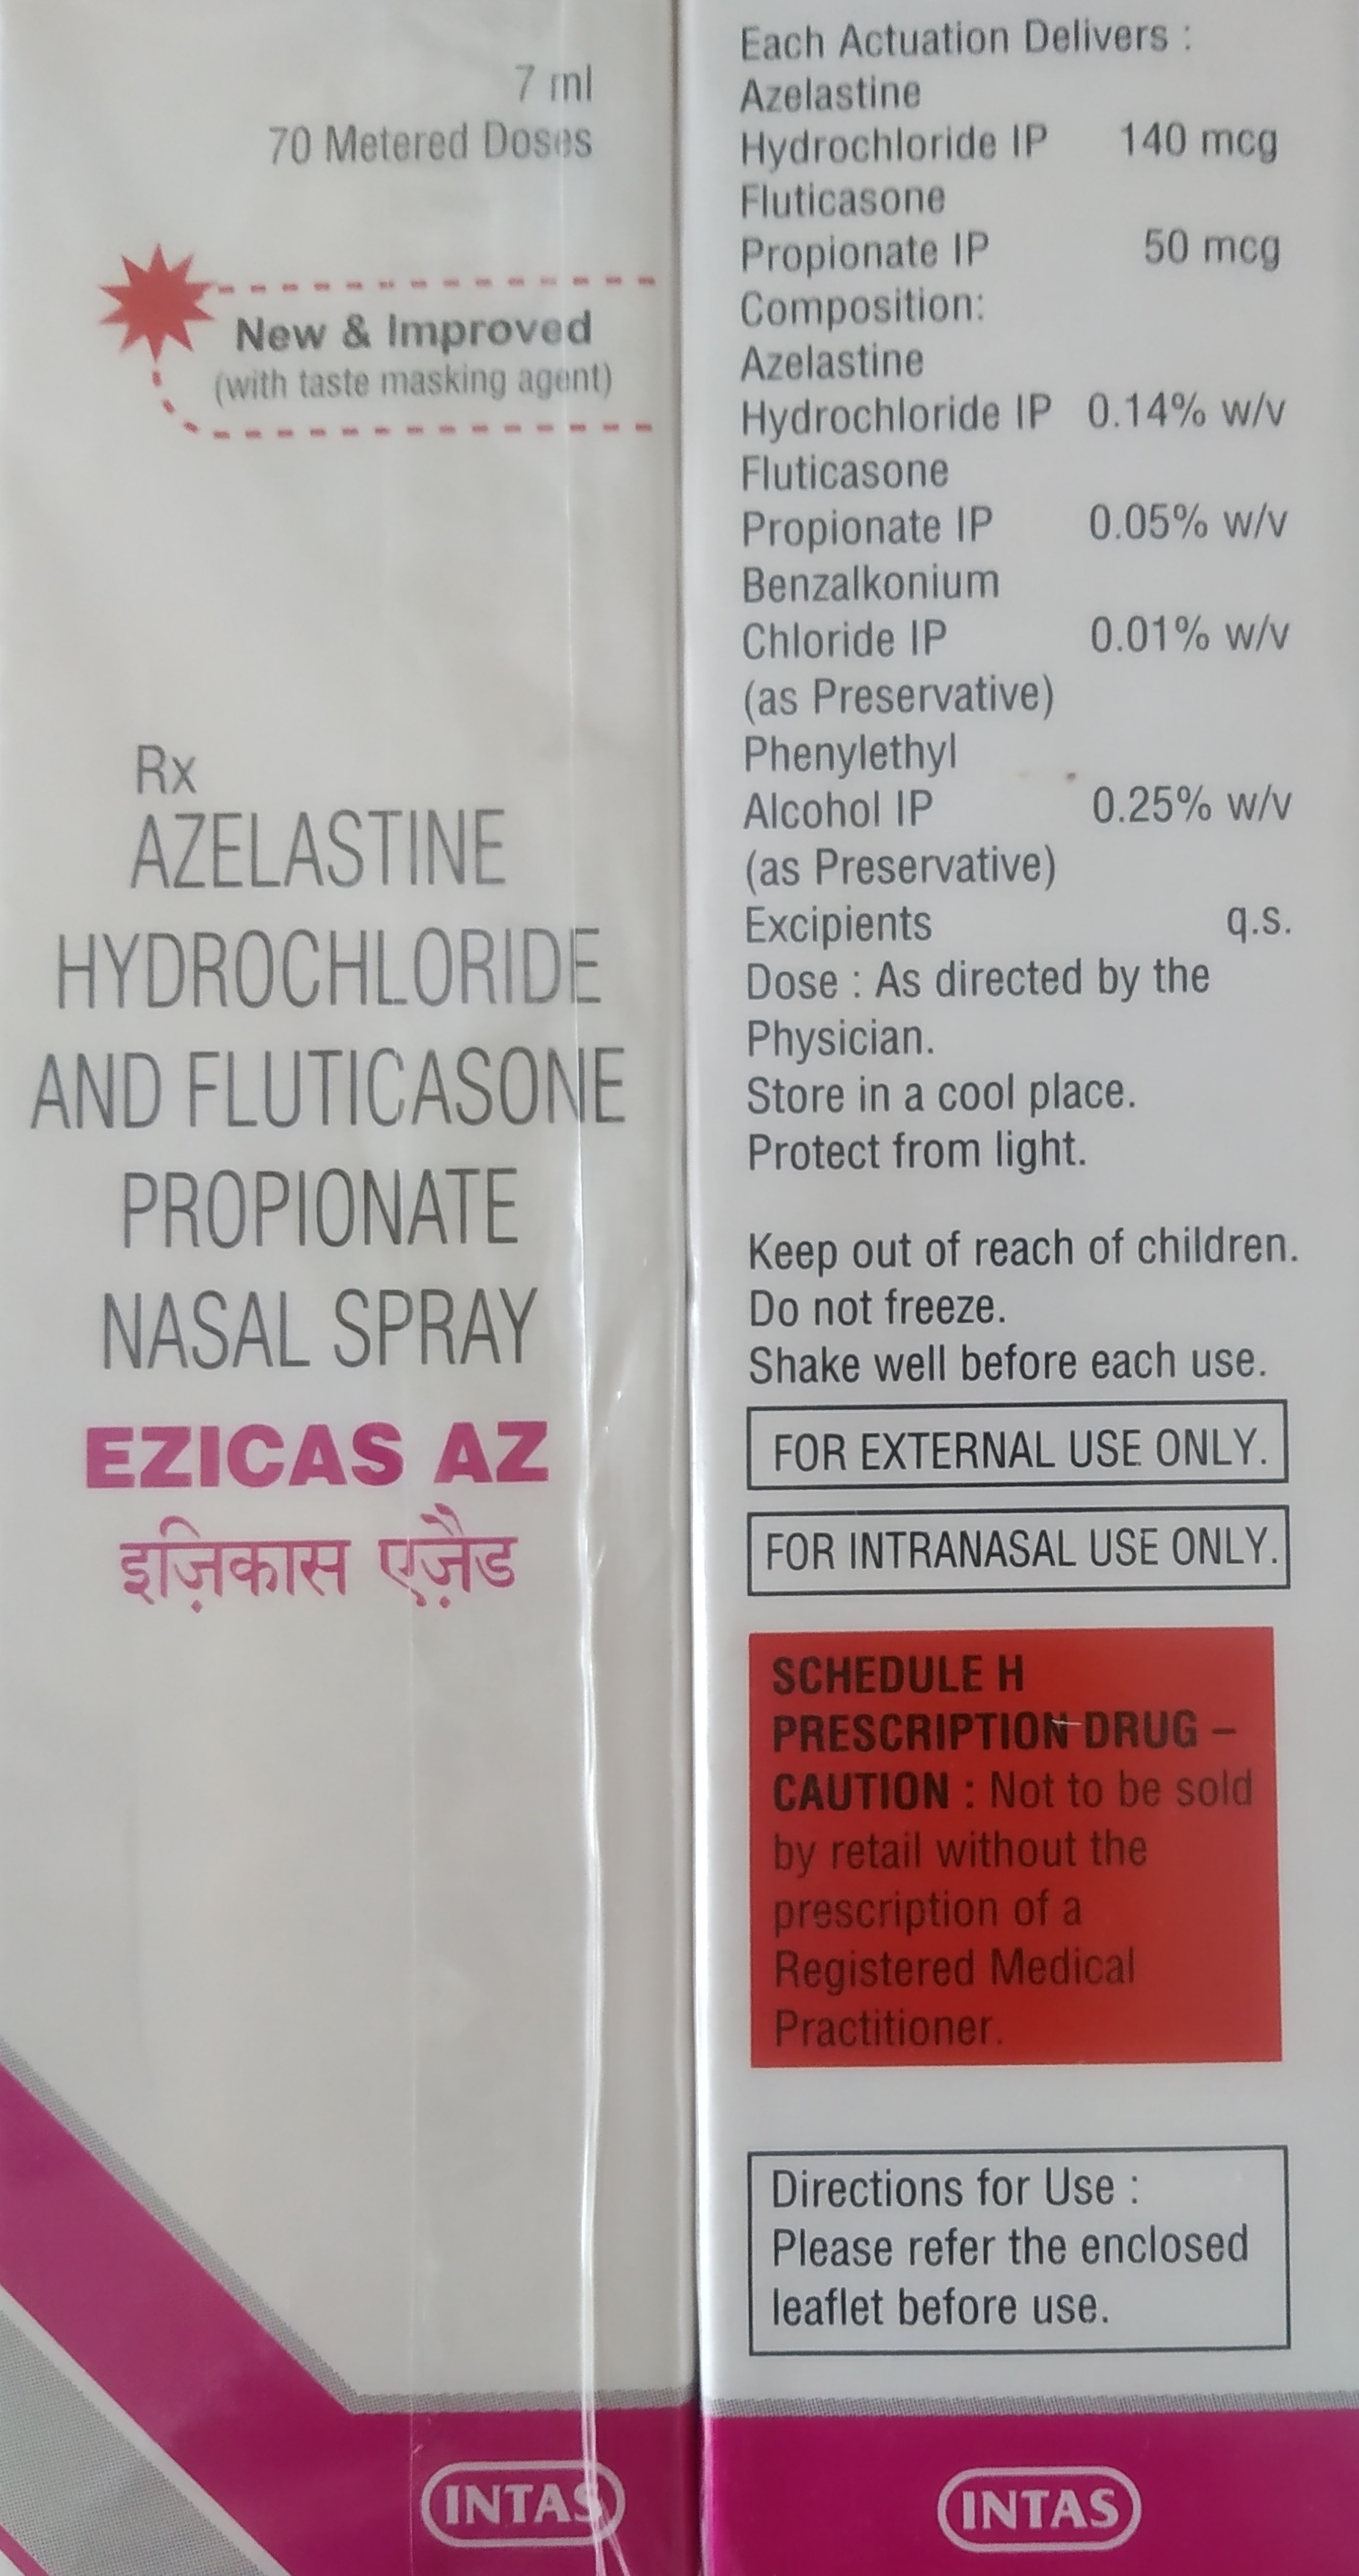 7 ml
70 Metered Doses
New & Improved
(with taste masking agent)
Rx
AZELASTINE
HYDROCHLORIDE
AND FLUTICASONE
PROPIONATE
NASAL SPRAY
EZICAS AZ
इज़िकास एज़ैड
INTAS
Each Actuation Delivers :
Azelastine
Hydrochloride IP 140 mcg
Fluticasone
Propionate IP 50 mcg
Composition:
Azelastine
Hydrochloride IP 0.14% w/v
Fluticasone
Propionate IP 0.05% w/v
Benzalkonium
Chloride IP 0.01% w/v
(as Preservative)
Phenylethyl
Alcohol IP 0.25% w/v
(as Preservative)
Excipients q.s.
Dose : As directed by the
Physician.
Store in a cool place.
Protect from light.
Keep out of reach of children.
Do not freeze.
Shake well before each use.
FOR EXTERNAL USE ONLY.
FOR INTRANASAL USE ONLY.
SCHEDULE H
PRESCRIPTION DRUG –
CAUTION : Not to be sold
by retail without the
prescription of a
Registered Medical
Practitioner.
Directions for Use :
Please refer the enclosed
leaflet before use.
INTAS